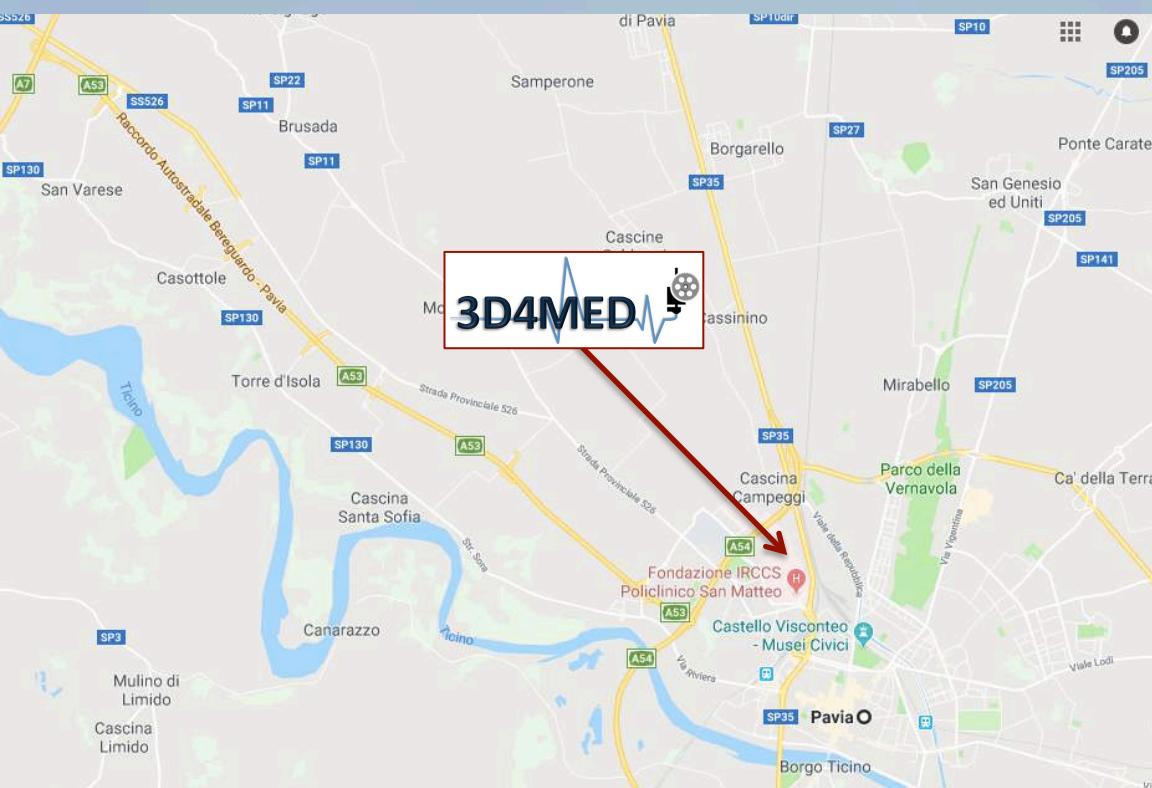 SS526
di Pavia
SP10dir
SP10
SP205
A7
A53
SS526
SP22
SP11
Samperone
Brusada
SP27
Borgarello
Ponte Carate
SP130
San Varese
SP11
SP35
San Genesio
ed Uniti
SP205
Raccordo Autostradale Bereguardo - Pavia
Cascine
SP141
Casottole
SP130
3D4MED
Cassinino
Ticino
Torre d'Isola
A53
Strada Provinciale 526
Mirabello
SP205
SP130
A53
SP35
Strada Provinciale 526
Cascina
Campeggi
Parco della
Vernavola
Ca' della Terra
Cascina
Santa Sofia
Str. Sora
A54
Viale della Repubblica
Via Vigentina
Fondazione IRCCS
Policlinico San Matteo
H
A53
Castello Visconteo
- Musei Civici
SP3
Canarazzo
Ticino
A54
Via Riviera
Viale Lodi
Mulino di
Limido
SP35
Pavia
Cascina
Limido
Borgo Ticino